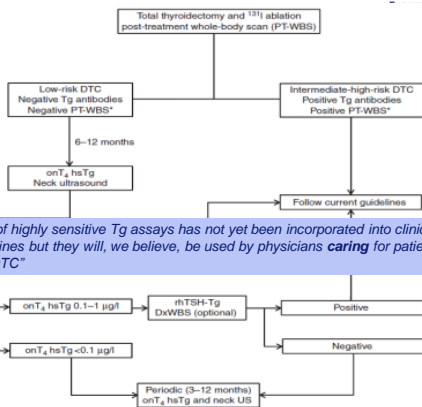 Total thyroidectomy and ¹³¹I ablation
post-treatment whole-body scan (PT-WBS)
Low-risk DTC
Negative Tg antibodies
Negative PT-WBS*
Intermediate-high-risk DTC
Positive Tg antibodies
Positive PT-WBS*
6–12 months
onT₄ hsTg
Neck ultrasound
Follow current guidelines
of highly sensitive Tg assays has not yet been incorporated into clinic
lines but they will, we believe, be used by physicians caring for patie
DTC”
onT₄ hsTg 0.1–1 µg/l
rhTSH-Tg
DxWBS (optional)
Positive
onT₄ hsTg<0.1 µg/l
Negative
Periodic (3–12 months)
onT₄ hsTg and neck US